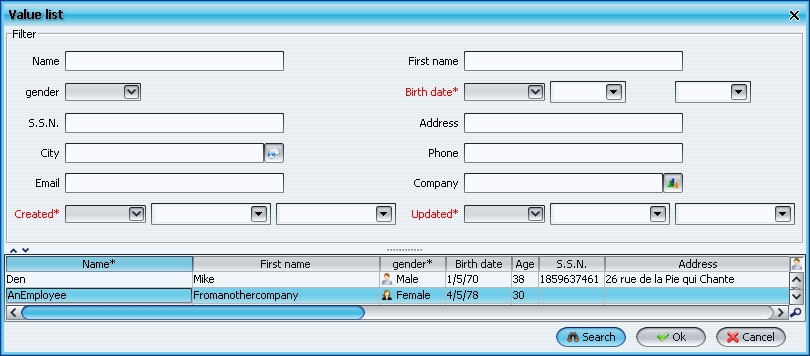 Value list
Filter
Name First name
gender Birth date*
S.S.N. Address
City Phone
Email Company
Created* Updated*
Name* First name gender* Birth date Age S.S.N. Address
Den Mike Male 1/5/70 38 1859637461 26 rue de la Pie qui Chante
AnEmployee Fromanothercompany Female 4/5/78 30
Search Ok Cancel